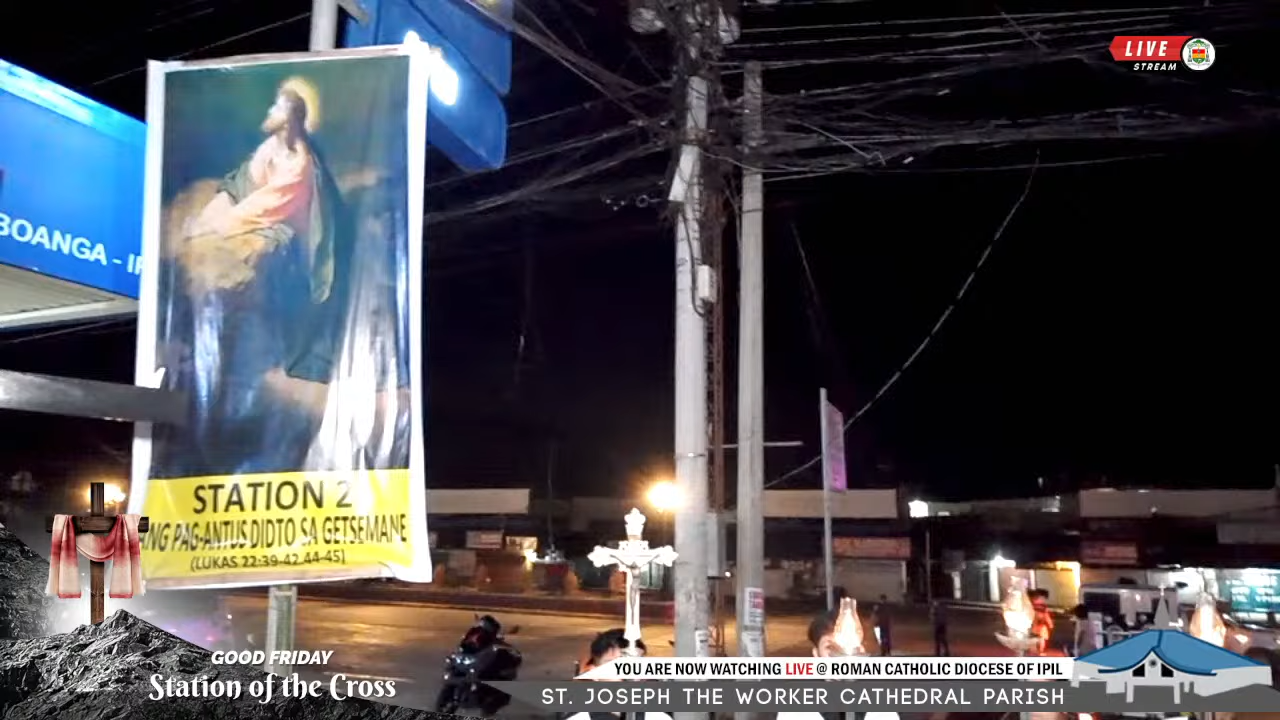 LIVE
STREAM
BOANGA - I
STATION 2
ANG PAG-ANTUS DIDTO SA GETSEMANE
(LUKAS 22:39-42.44-45)
GOOD FRIDAY
Station of the Cross
YOU ARE NOW WATCHING LIVE @ ROMAN CATHOLIC DIOCESE OF IPIL
ST. JOSEPH THE WORKER CATHEDRAL PARISH